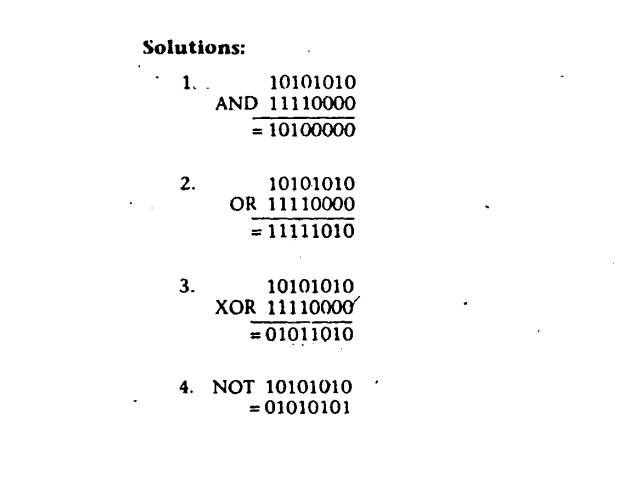 Solutions:
1. 10101010
AND 11110000
= 10100000
2. 10101010
OR 11110000
= 11111010
3. 10101010
XOR 11110000
= 01011010
4. NOT 10101010
= 01010101